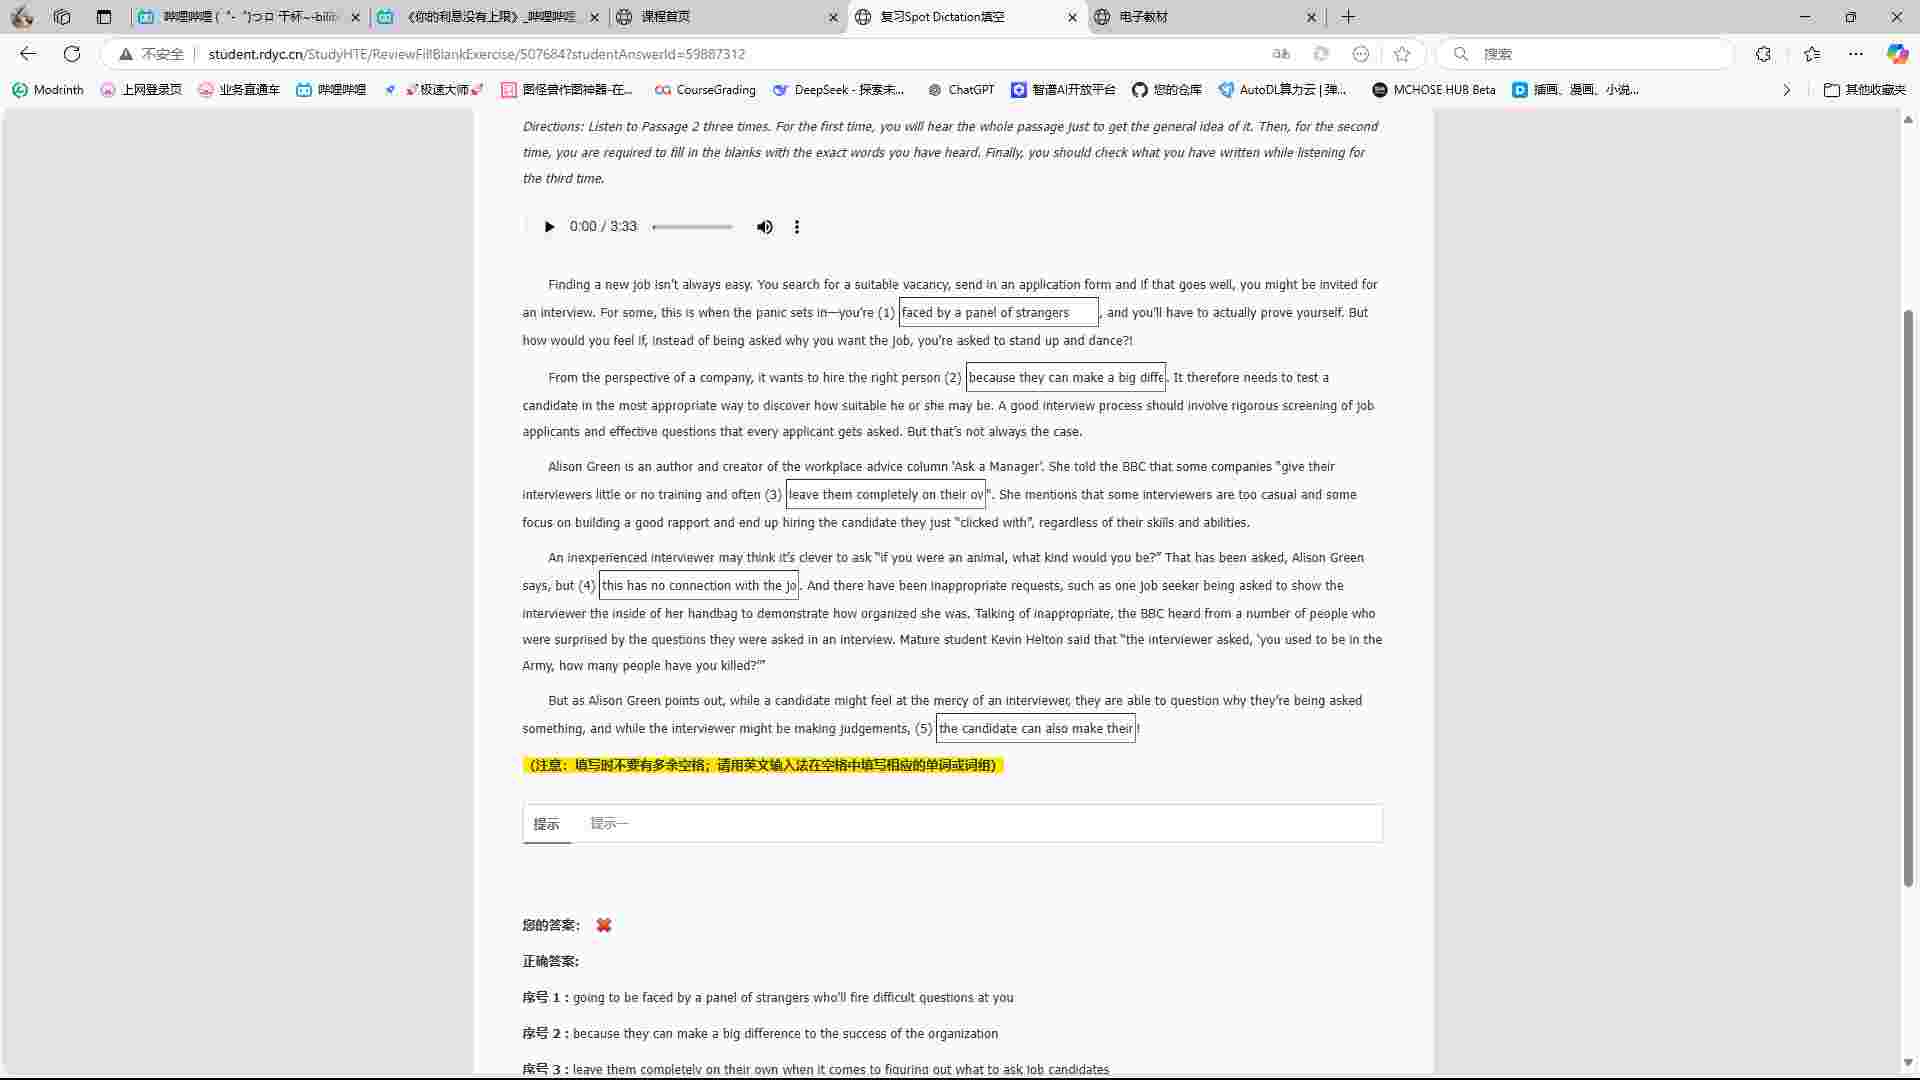 哔哩哔哩 (゜-゜)つロ 干杯~-bilibi
《你的利息没有上限》_哔哩哔哩_
课程首页
复习Spot Dictation填空
电子教材
不安全
student.rdyc.cn/StudyHTE/ReviewFillBlankExercise/507684?studentAnswerId=59887312
搜索
Modrinth
上网登录页
业务直通车
哔哩哔哩
极速大师
图怪兽作图神器-在...
CourseGrading
DeepSeek - 探索未...
ChatGPT
智谱AI开放平台
您的仓库
AutoDL算力云 | 弹...
MCHOSE HUB Beta
插画、漫画、小说...
其他收藏夹
Directions: Listen to Passage 2 three times. For the first time, you will hear the whole passage just to get the general idea of it. Then, for the second
time, you are required to fill in the blanks with the exact words you have heard. Finally, you should check what you have written while listening for
the third time.
0:00 / 3:33
Finding a new job isn't always easy. You search for a suitable vacancy, send in an application form and if that goes well, you might be invited for
an interview. For some, this is when the panic sets in—you're (1) faced by a panel of strangers, and you'll have to actually prove yourself. But
how would you feel if, instead of being asked why you want the job, you're asked to stand up and dance?!
From the perspective of a company, it wants to hire the right person (2) because they can make a big diffe. It therefore needs to test a
candidate in the most appropriate way to discover how suitable he or she may be. A good interview process should involve rigorous screening of job
applicants and effective questions that every applicant gets asked. But that's not always the case.
Alison Green is an author and creator of the workplace advice column 'Ask a Manager'. She told the BBC that some companies "give their
interviewers little or no training and often (3) leave them completely on their ov". She mentions that some interviewers are too casual and some
focus on building a good rapport and end up hiring the candidate they just "clicked with", regardless of their skills and abilities.
An inexperienced interviewer may think it's clever to ask "if you were an animal, what kind would you be?" That has been asked, Alison Green
says, but (4) this has no connection with the jo. And there have been inappropriate requests, such as one job seeker being asked to show the
interviewer the inside of her handbag to demonstrate how organized she was. Talking of inappropriate, the BBC heard from a number of people who
were surprised by the questions they were asked in an interview. Mature student Kevin Helton said that "the interviewer asked, 'you used to be in the
Army, how many people have you killed?'"
But as Alison Green points out, while a candidate might feel at the mercy of an interviewer, they are able to question why they're being asked
something, and while the interviewer might be making judgements, (5) the candidate can also make their!
（注意：填写时不要有多余空格；请用英文输入法在空格中填写相应的单词或词组）
提示
提示一
您的答案:
正确答案:
序号 1 : going to be faced by a panel of strangers who'll fire difficult questions at you
序号 2 : because they can make a big difference to the success of the organization
序号 3 : leave them completely on their own when it comes to figuring out what to ask job candidates